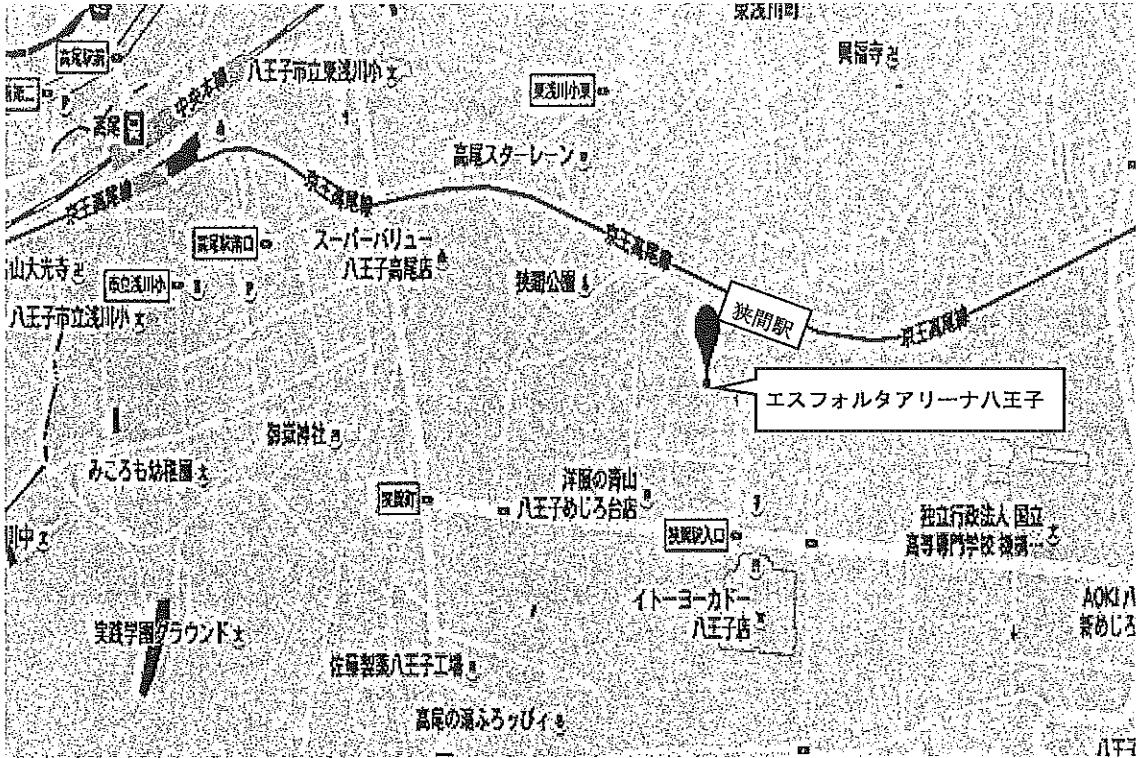 東浅川町
興福寺
高尾駅前
八王子市立東浅川小
東浅川小東
中央本線
高尾
高尾スターレーン
京王高尾線
京王高尾線
高尾駅南口
スーパーバリュー
八王子高尾店
京王高尾線
山大光寺
市立浅川小
狭間公園
八王子市立浅川小
狭間駅
京王高尾線
エスフォルタアリーナ八王子
御嶽神社
みころも幼稚園
洋服の青山
八王子めじろ台店
狭間町
狭間駅入口
独立行政法人 国立
高等専門学校 機構…
川中
イトーヨーカドー
八王子店
AOKI 八
新めじろ
実践学園グラウンド
佐藤製薬八王子工場
高尾の湯ふろッぴィ
八王子